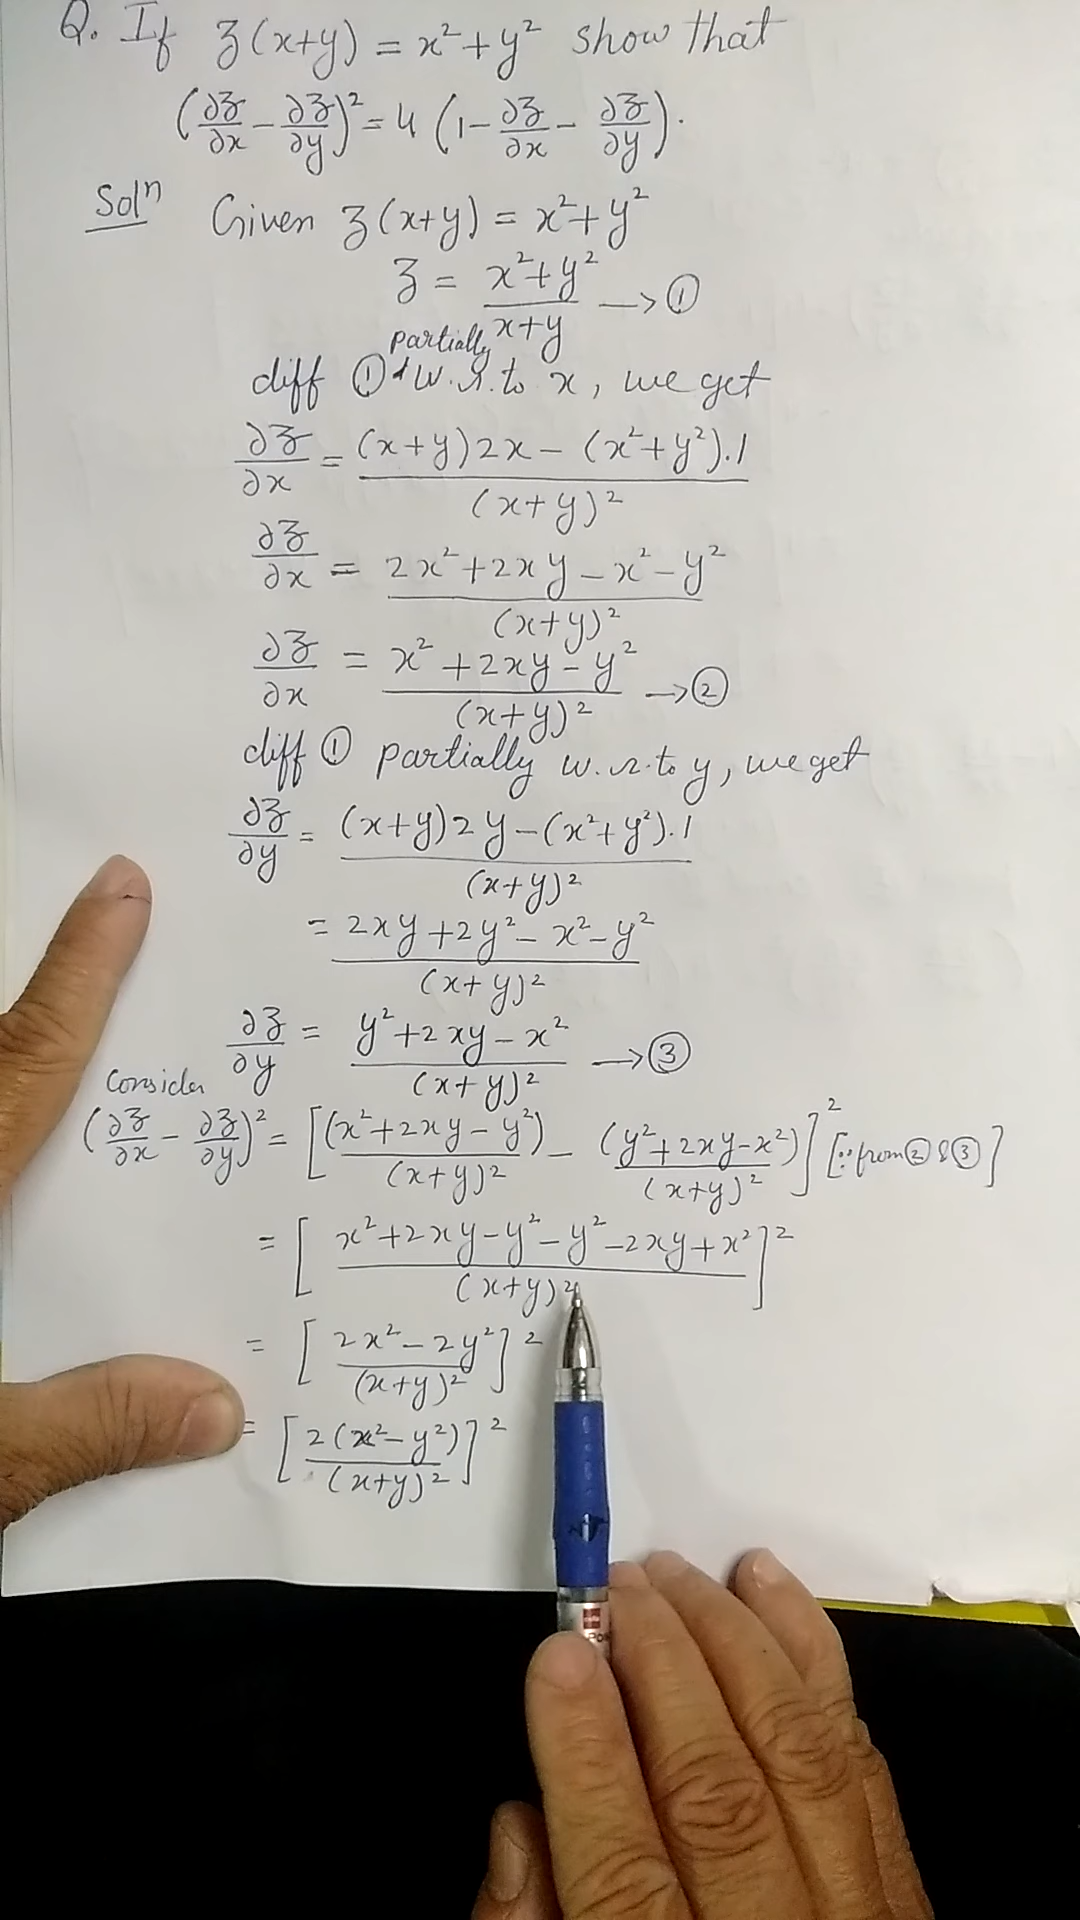 Q. If z(x+y) = x²+y² show that
(∂z/∂x − ∂z/∂y)² = 4 (1 − ∂z/∂x − ∂z/∂y).
Solⁿ Given z(x+y) = x²+y²
z = (x²+y²)/(x+y) → ①
diff ① partially w.r.to x, we get
∂z/∂x = ((x+y)2x − (x²+y²).1)/(x+y)²
∂z/∂x = (2x²+2xy−x²−y²)/(x+y)²
∂z/∂x = (x²+2xy−y²)/(x+y)² → ②
diff ① partially w.r.to y, we get
∂z/∂y = ((x+y)2y−(x²+y²).1)/(x+y)²
= (2xy+2y²−x²−y²)/(x+y)²
∂z/∂y = (y²+2xy−x²)/(x+y)² → ③
Consider
(∂z/∂x − ∂z/∂y)² = [(x²+2xy−y²)/(x+y)² − (y²+2xy−x²)/(x+y)²]² [∵ from ② & ③]
= [(x²+2xy−y²−y²−2xy+x²)/(x+y)²]²
= [(2x²−2y²)/(x+y)²]²
= [2(x²−y²)/(x+y)²]²